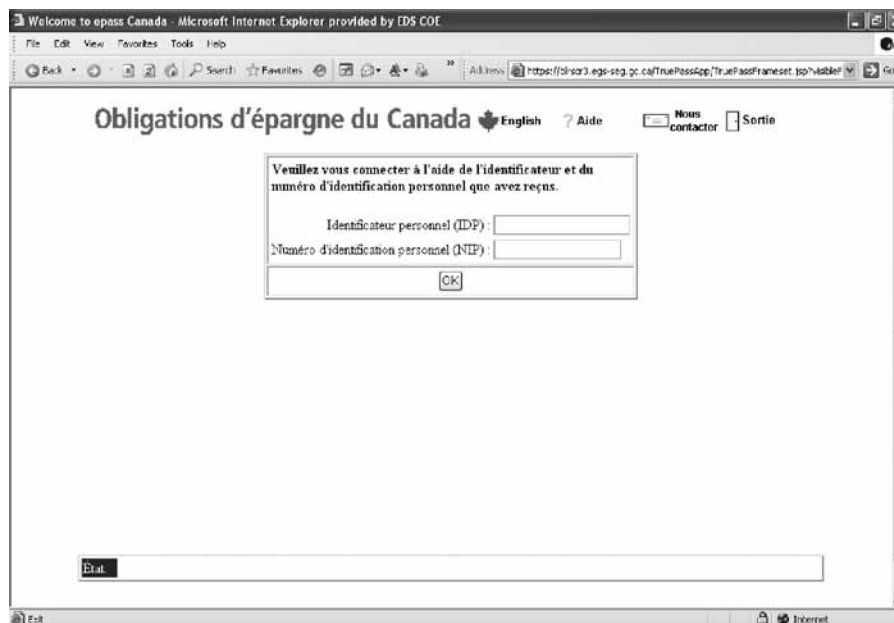 Welcome to epass Canada - Microsoft Internet Explorer provided by EDS COE
File Edit View Favorites Tools Help
Back Search Favorites Address
Obligations d'épargne du Canada English ? Aide Nous contacter Sortie
Veuillez vous connecter à l'aide de l'identificateur et du
numéro d'identification personnel que avez reçus.
Identificateur personnel (IDP) :
Numéro d'identification personnel (NIP) :
OK
État
Exit Internet